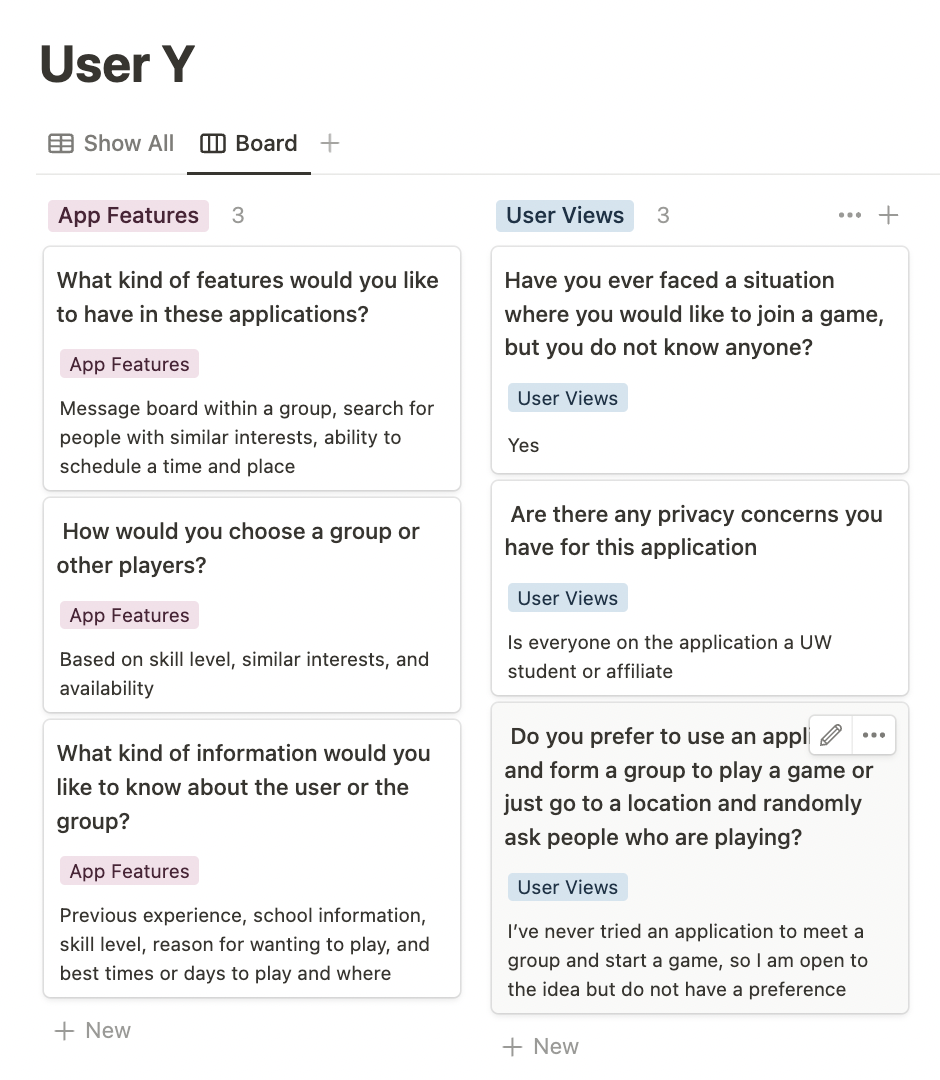 User Y
Show All
Board
App Features 3
What kind of features would you like
to have in these applications?
App Features
Message board within a group, search for
people with similar interests, ability to
schedule a time and place
How would you choose a group or
other players?
App Features
Based on skill level, similar interests, and
availability
What kind of information would you
like to know about the user or the
group?
App Features
Previous experience, school information,
skill level, reason for wanting to play, and
best times or days to play and where
New
User Views 3
Have you ever faced a situation
where you would like to join a game,
but you do not know anyone?
User Views
Yes
Are there any privacy concerns you
have for this application
User Views
Is everyone on the application a UW
student or affiliate
Do you prefer to use an appli
and form a group to play a game or
just go to a location and randomly
ask people who are playing?
User Views
I’ve never tried an application to meet a
group and start a game, so I am open to
the idea but do not have a preference
New